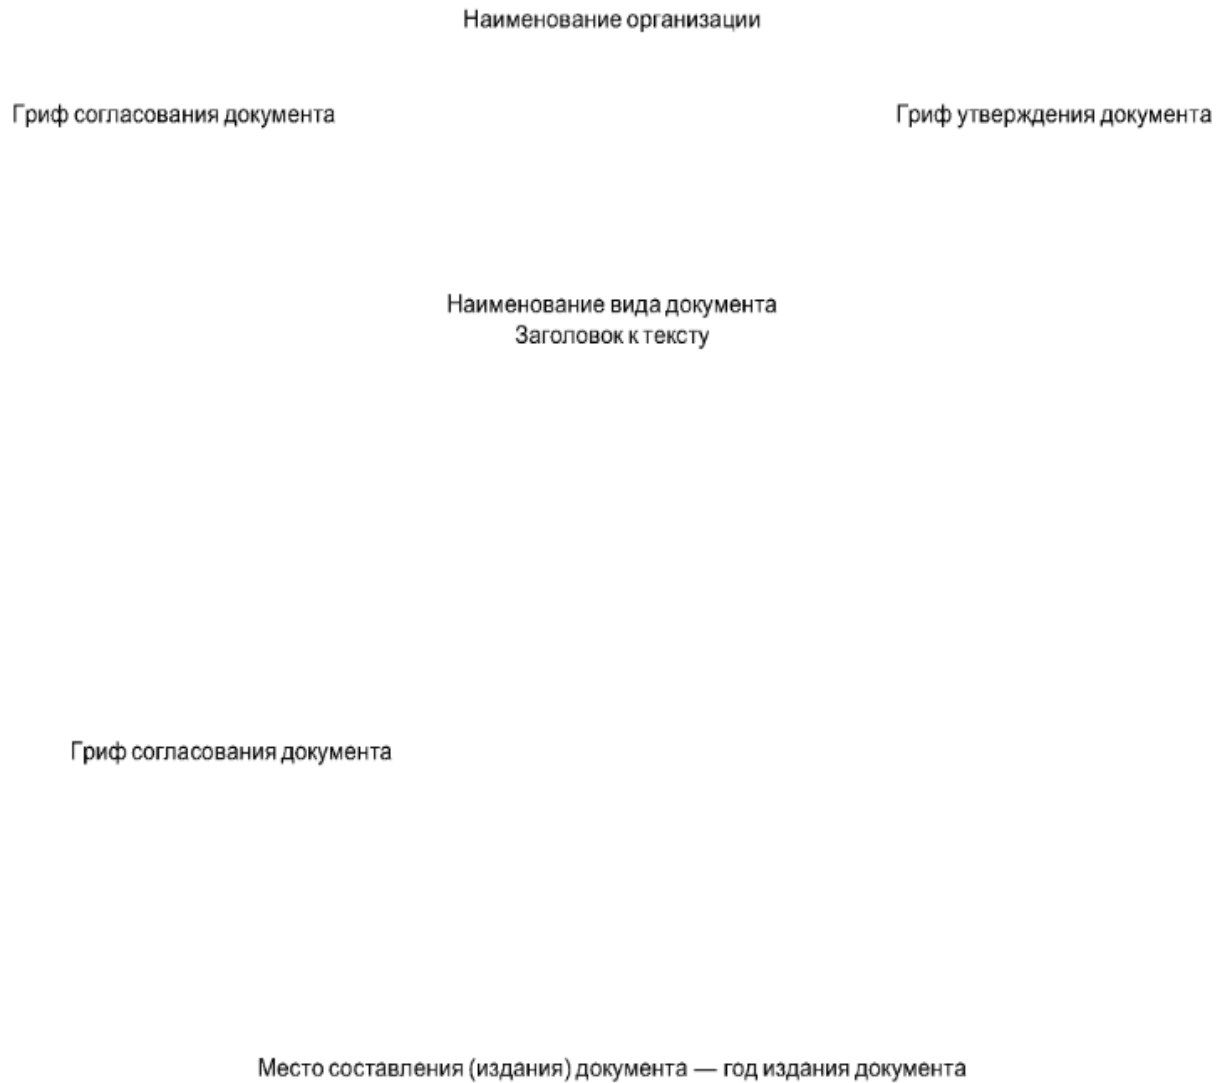 Наименование организации
Гриф согласования документа
Гриф утверждения документа
Наименование вида документа
Заголовок к тексту
Гриф согласования документа
Место составления (издания) документа — год издания документа